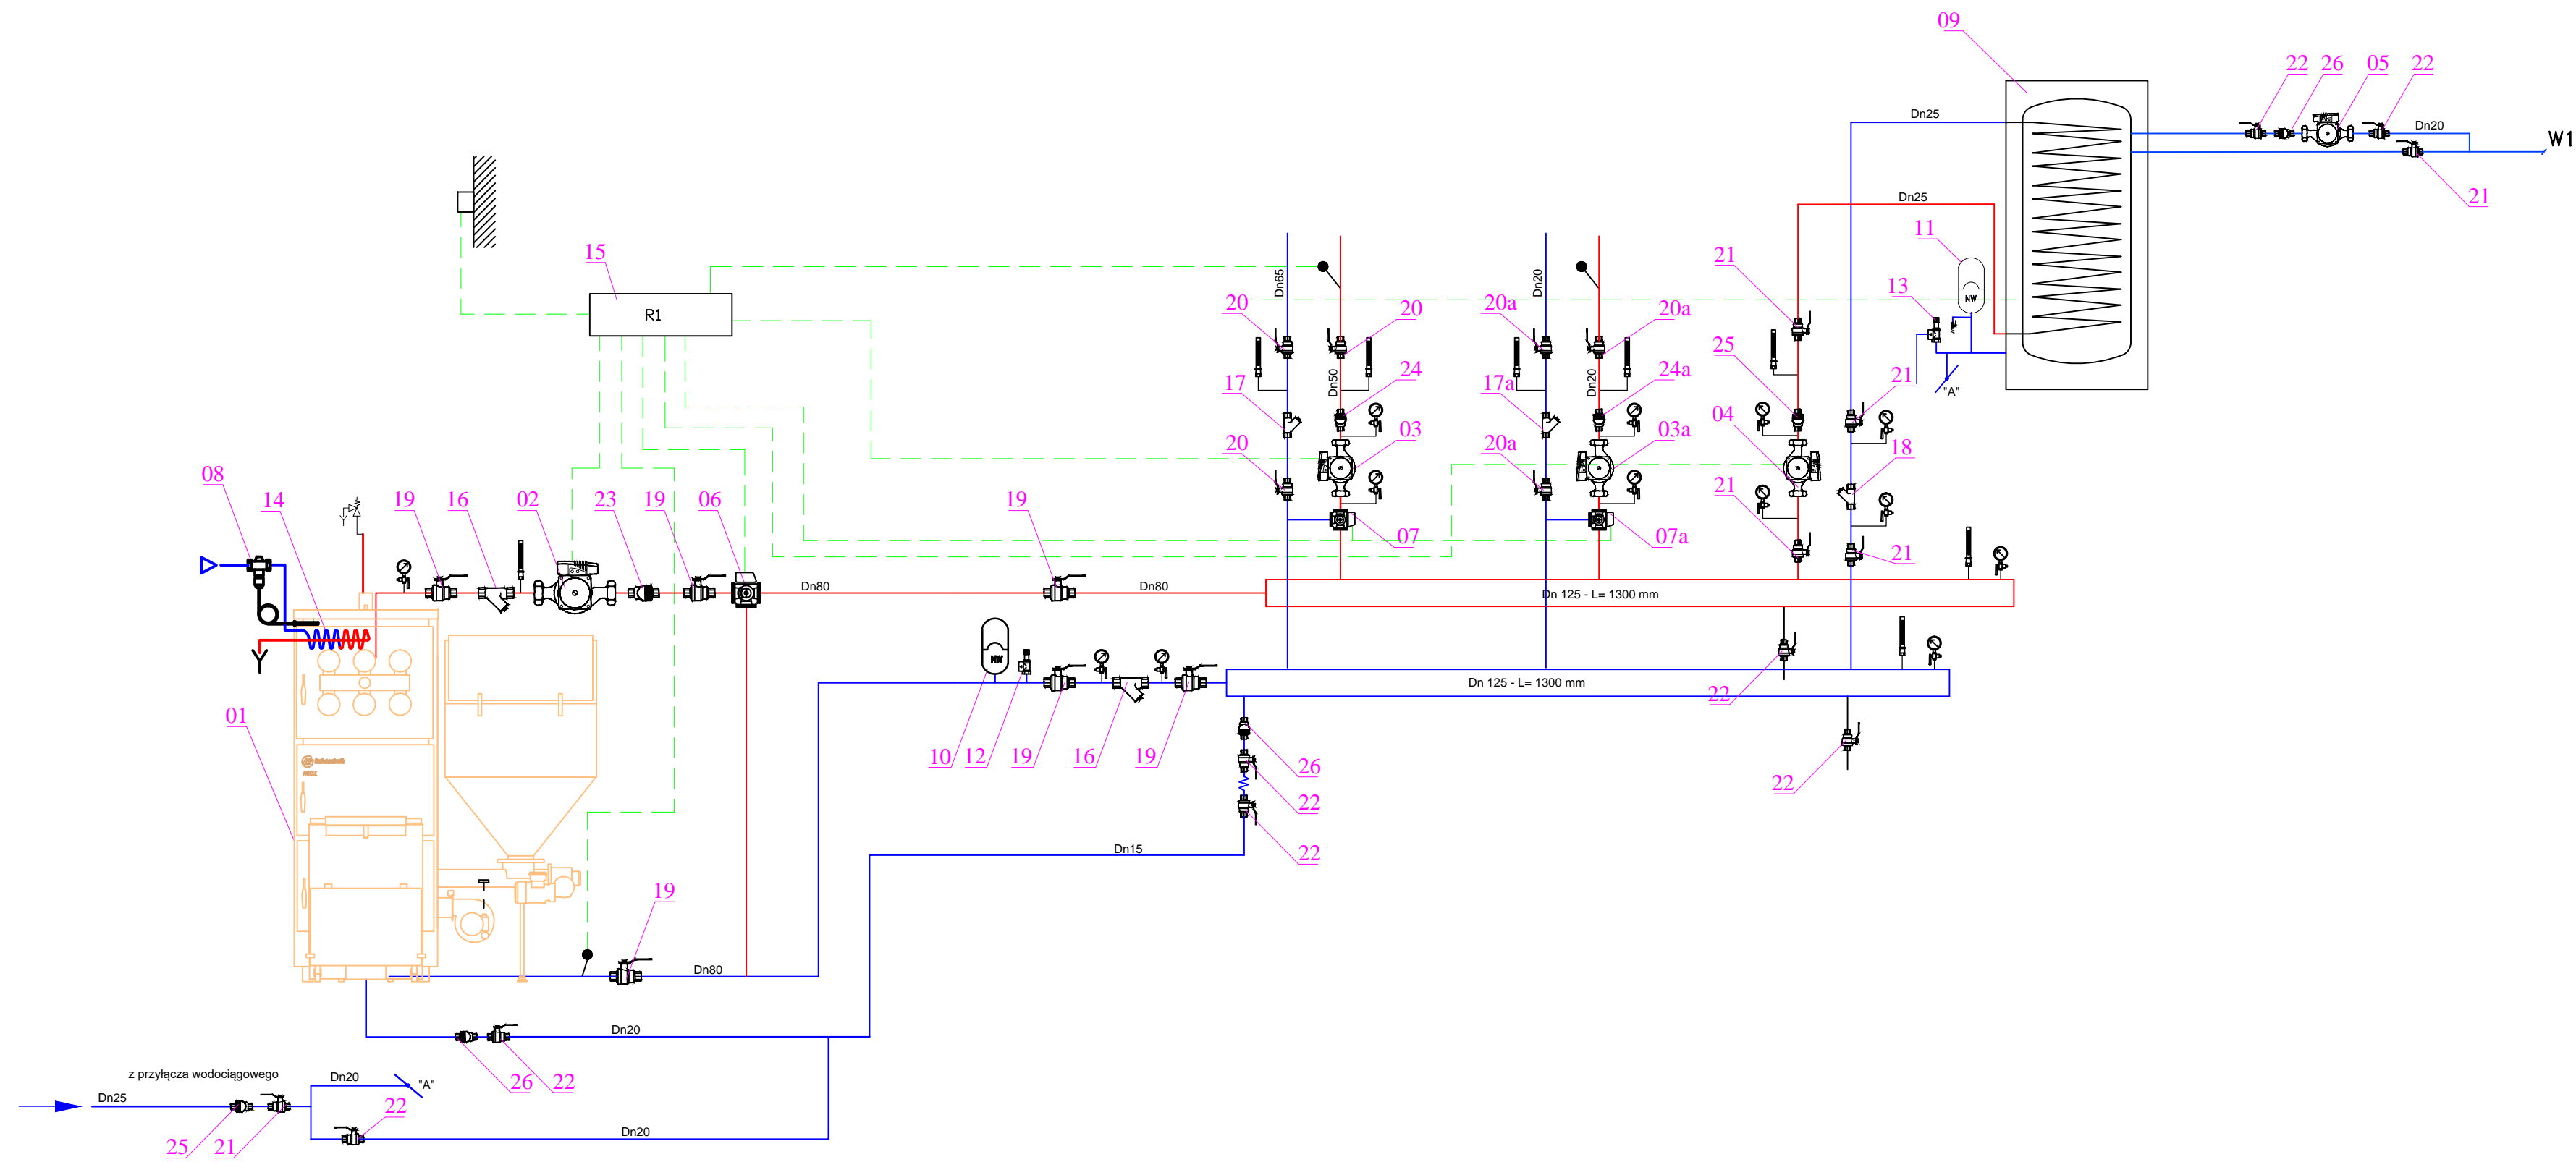 09
22 26 05 22
Dn25
Dn20
W1
21
Dn25
11
15
21
13
Dn65
Dn20
NW
R1
20
20
20a
20a
25
"A"
Dn50
24
Dn20
24a
21
17
17a
04
03
03a
20
20a
18
08
14
19
16
02
23
19
06
19
21
07
07a
21
Dn80
Dn80
Dn 125 - L= 1300 mm
NW
Dn 125 - L= 1300 mm
22
01
10
12
19
16
19
26
22
22
22
Dn15
19
Dn80
Dn20
26
22
z przyłącza wodociągowego
Dn20
"A"
Dn25
22
25
21
Dn20